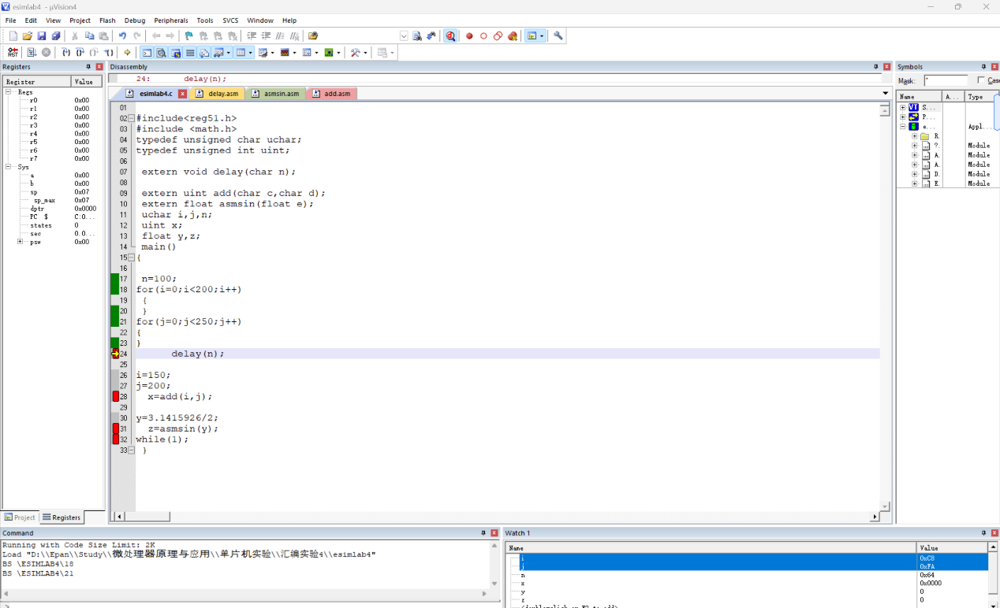 esimlab4 - µVision4
File Edit View Project Flash Debug Peripherals Tools SVCS Window Help
RST
Registers
Register Value
Regs
r0 0x00
r1 0x00
r2 0x00
r3 0x00
r4 0x00
r5 0x00
r6 0x00
r7 0x00
Sys
a 0x00
b 0x00
sp 0x07
sp_max 0x07
dptr 0x0000
PC $ C:0...
states 0
sec 0.0...
psw 0x00
Project Registers
Disassembly
24: delay(n);
esimlab4.c delay.asm asmsin.asm add.asm
01
02 #include<reg51.h>
03 #include <math.h>
04 typedef unsigned char uchar;
05 typedef unsigned int uint;
06
07 extern void delay(char n);
08
09 extern uint add(char c,char d);
10 extern float asmsin(float e);
11 uchar i,j,n;
12 uint x;
13 float y,z;
14 main()
15 {
16
17 n=100;
18 for(i=0;i<200;i++)
19 {
20 }
21 for(j=0;j<250;j++)
22 {
23 }
24 delay(n);
25
26 i=150;
27 j=200;
28 x=add(i,j);
29
30 y=3.1415926/2;
31 z=asmsin(y);
32 while(1);
33 }
Symbols
Mask: * Case
Name A... Type
S...
P...
e... Appl...
R.
?. Module
A. Module
A. Module
D. Module
E. Module
Command
Running with Code Size Limit: 2K
Load "D:\\Epan\\Study\\微处理器原理与应用\\单片机实验\\汇编实验4\\esimlab4"
BS \ESIMLAB4\18
BS \ESIMLAB4\21
>
Watch 1
Name Value
i 0xC8
j 0xFA
n 0x64
x 0x0000
y 0
z 0